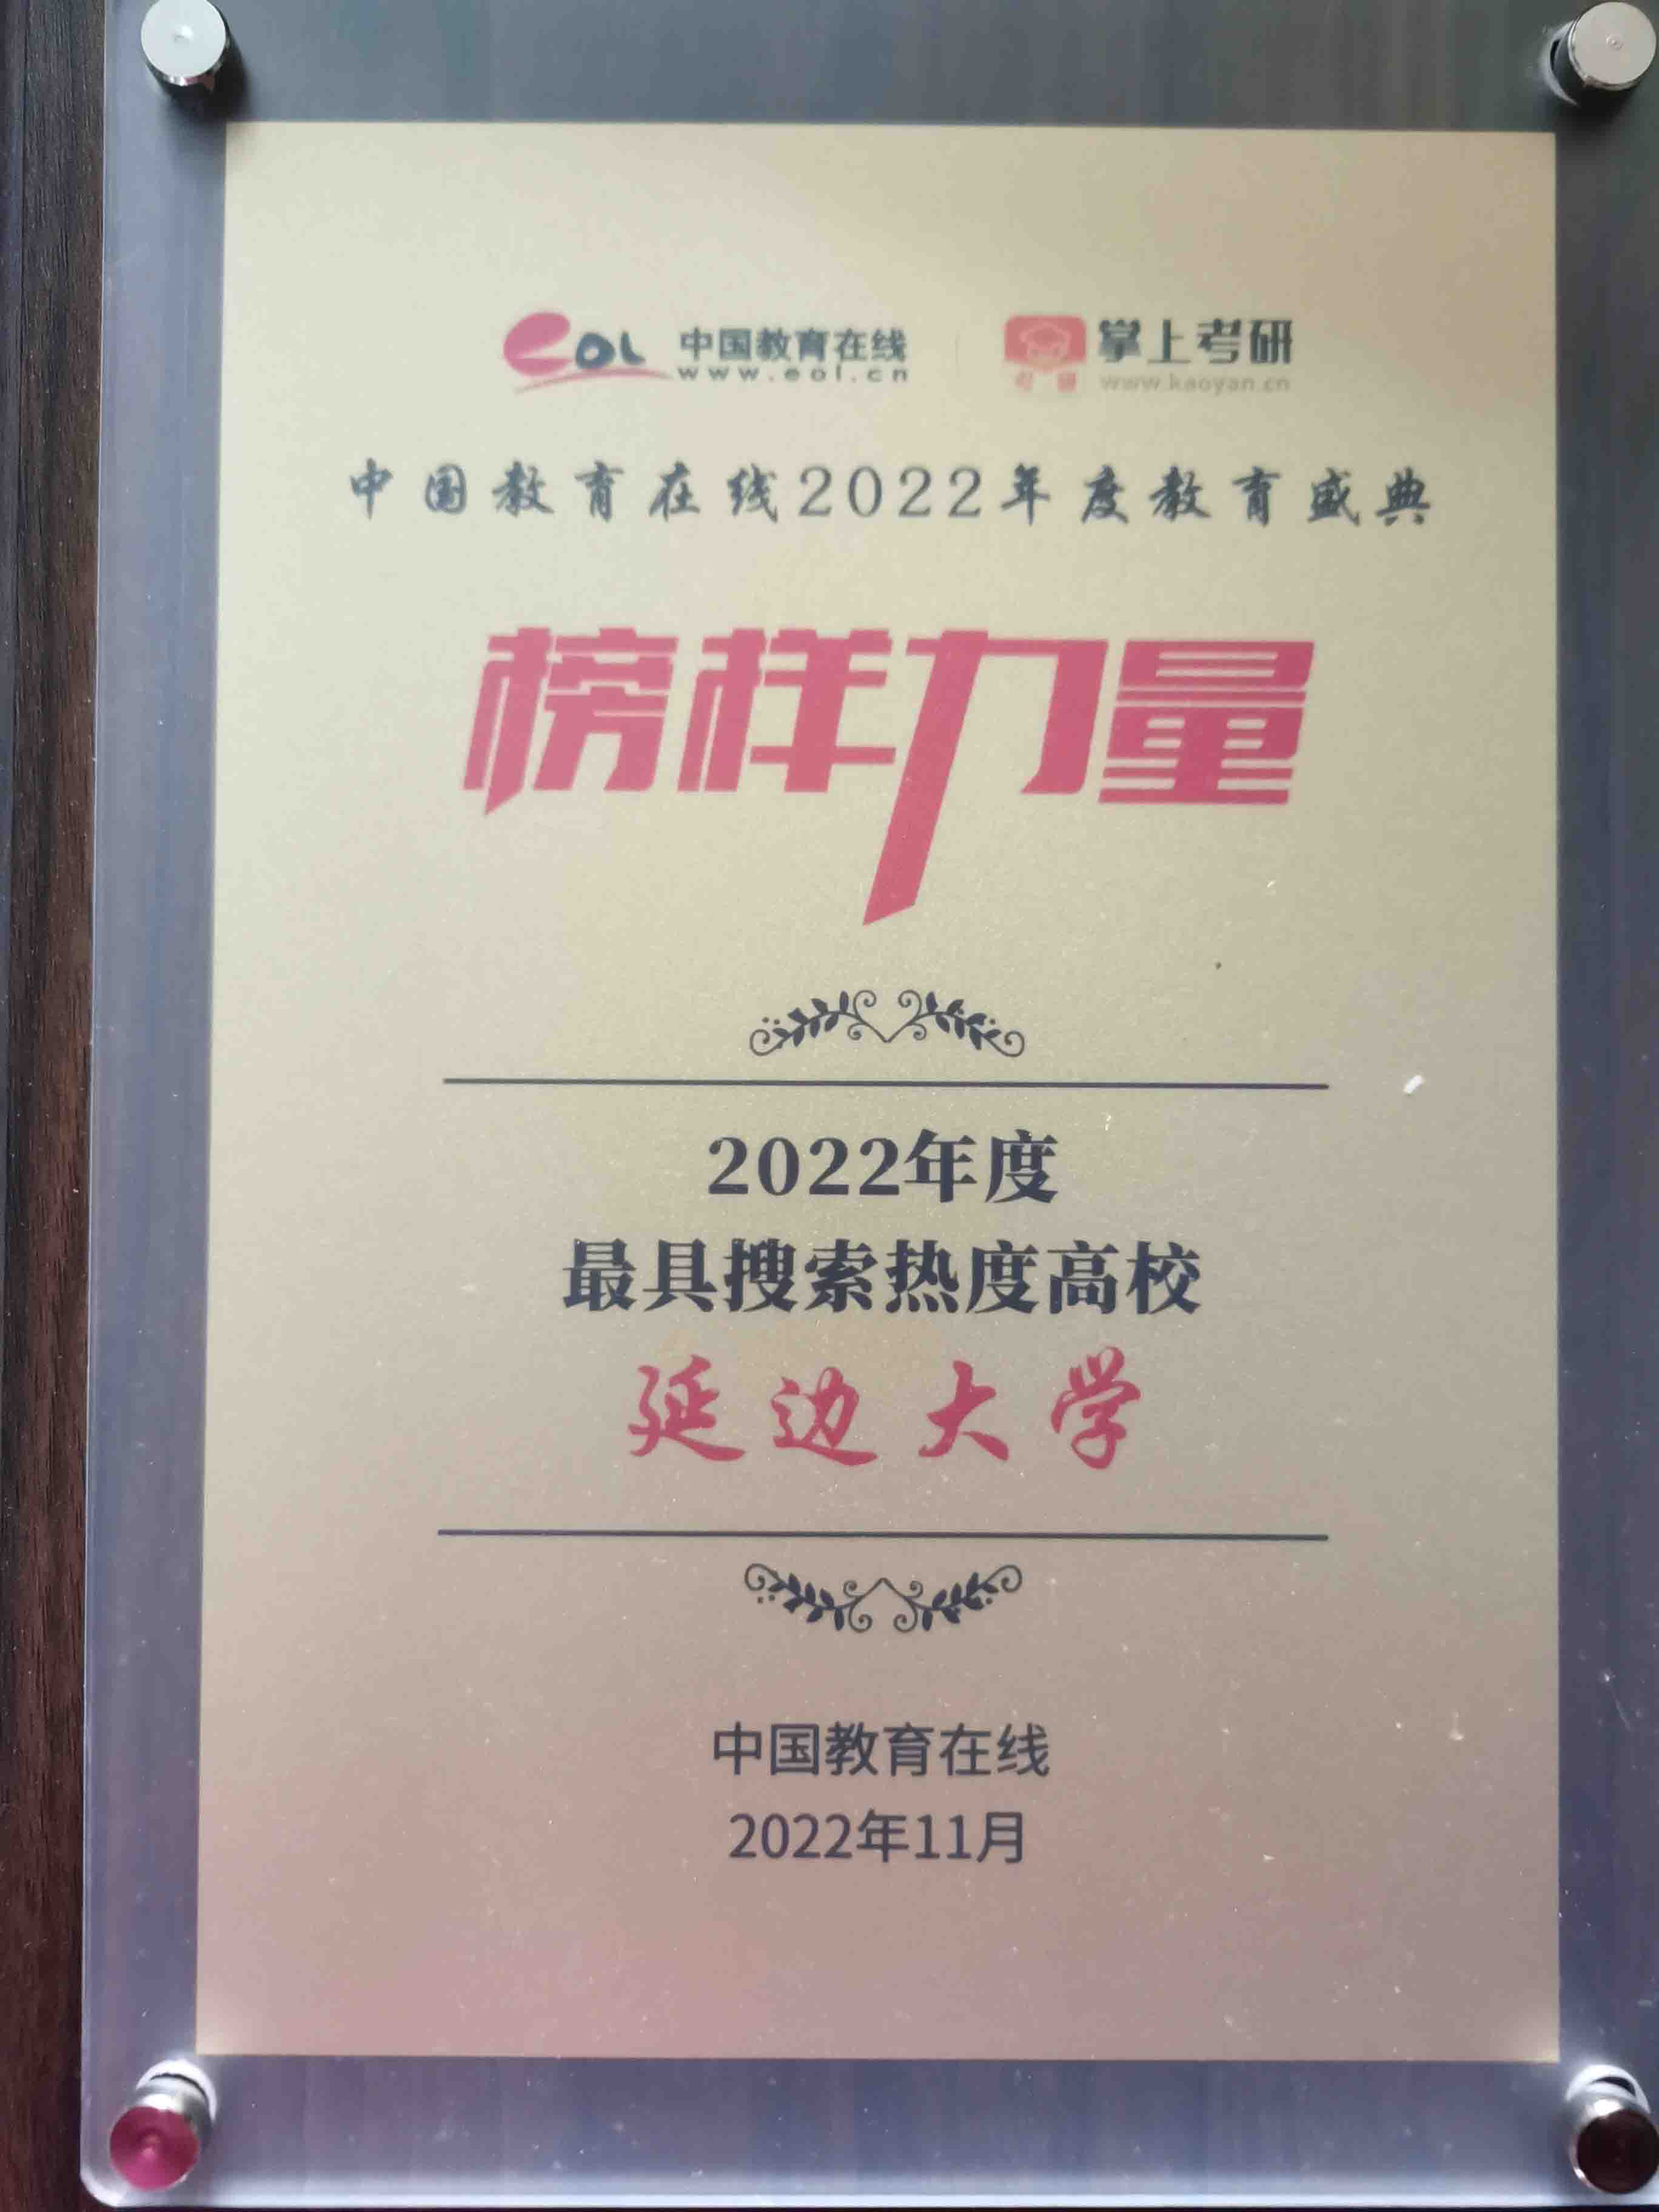 eol 中国教育在线 掌上考研
www.eol.cn 考研 www.kaoyan.cn
中国教育在线2022年度教育盛典
榜样力量
2022年度
最具搜索热度高校
延边大学
中国教育在线
2022年11月